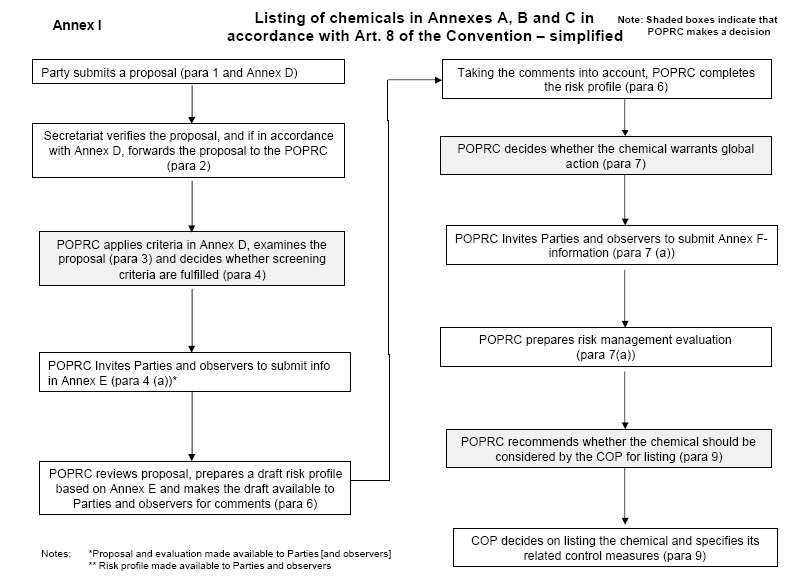 Annex I
Listing of chemicals in Annexes A, B and C in
accordance with Art. 8 of the Convention – simplified
Note: Shaded boxes indicate that
POPRC makes a decision
Party submits a proposal (para 1 and Annex D)
Secretariat verifies the proposal, and if in accordance
with Annex D, forwards the proposal to the POPRC
(para 2)
POPRC applies criteria in Annex D, examines the
proposal (para 3) and decides whether screening
criteria are fulfilled (para 4)
POPRC Invites Parties and observers to submit info
in Annex E (para 4 (a))*
POPRC reviews proposal, prepares a draft risk profile
based on Annex E and makes the draft available to
Parties and observers for comments (para 6)
Taking the comments into account, POPRC completes
the risk profile (para 6)
POPRC decides whether the chemical warrants global
action (para 7)
POPRC Invites Parties and observers to submit Annex F-
information (para 7 (a))
POPRC prepares risk management evaluation
(para 7(a))
POPRC recommends whether the chemical should be
considered by the COP for listing (para 9)
COP decides on listing the chemical and specifies its
related control measures (para 9)
Notes: *Proposal and evaluation made available to Parties [and observers]
** Risk profile made available to Parties and observers